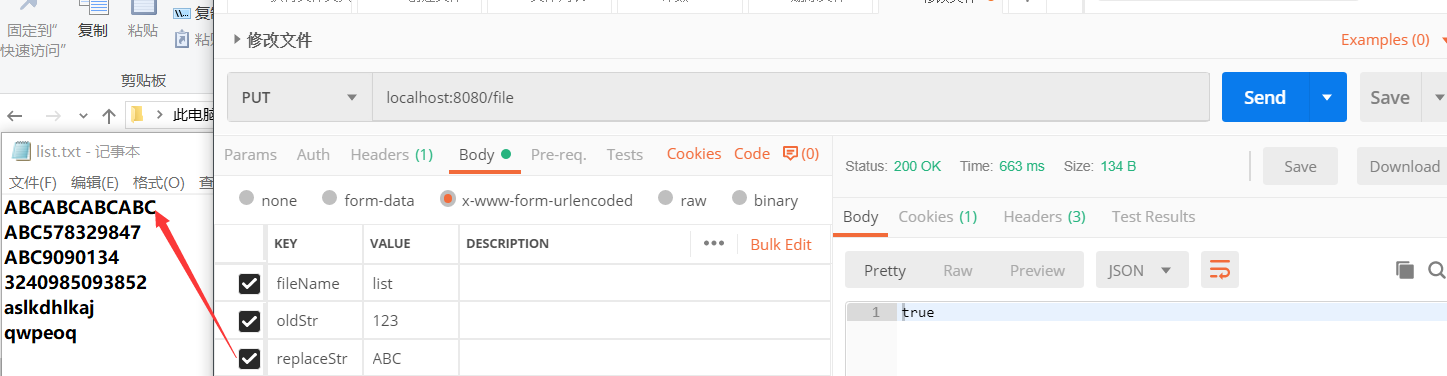 固定到"
快速访问"
复制
粘贴
剪贴板
此电脑
list.txt - 记事本
文件(F) 编辑(E) 格式(O) 查
ABCABCABCABC
ABC578329847
ABC9090134
3240985093852
aslkdhlkaj
qwpeoq
修改文件
Examples (0)
PUT
localhost:8080/file
Send
Save
Params Auth Headers (1) Body Pre-req. Tests Cookies Code (0)
none form-data x-www-form-urlencoded raw binary
KEY VALUE DESCRIPTION ••• Bulk Edit
fileName list
oldStr 123
replaceStr ABC
Status: 200 OK Time: 663 ms Size: 134 B
Save Download
Body Cookies (1) Headers (3) Test Results
Pretty Raw Preview JSON
1 true